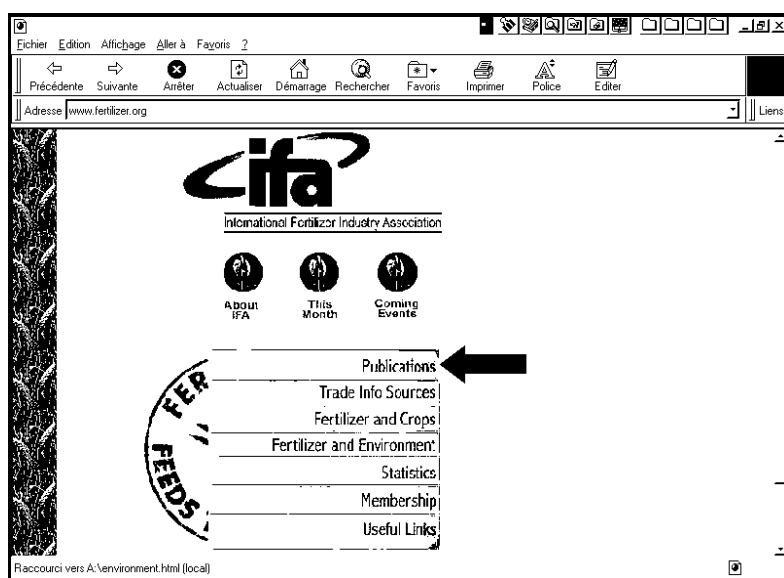 Fichier Edition Affichage Aller à Favoris ?
Précédente Suivante Arrêter Actualiser Démarrage Rechercher Favoris Imprimer Police Editer
Adresse www.fertilizer.org Liens
ifa
International Fertilizer Industry Association
About IFA
This Month
Coming Events
FER
FEEDS
Publications
Trade Info Sources
Fertilizer and Crops
Fertilizer and Environment
Statistics
Membership
Useful Links
Raccourci vers A:\environment.html (local)